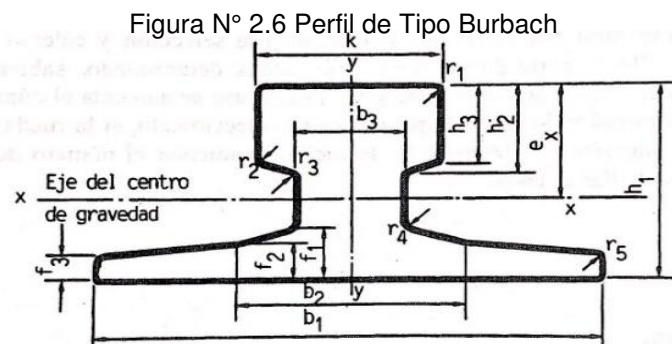 Figura N° 2.6 Perfil de Tipo Burbach
k
y
r1
b3
h3
h2
ex
h1
r2
r3
Eje del centro
x
x
de gravedad
r4
f3
f2
f1
r5
b2
y
b1